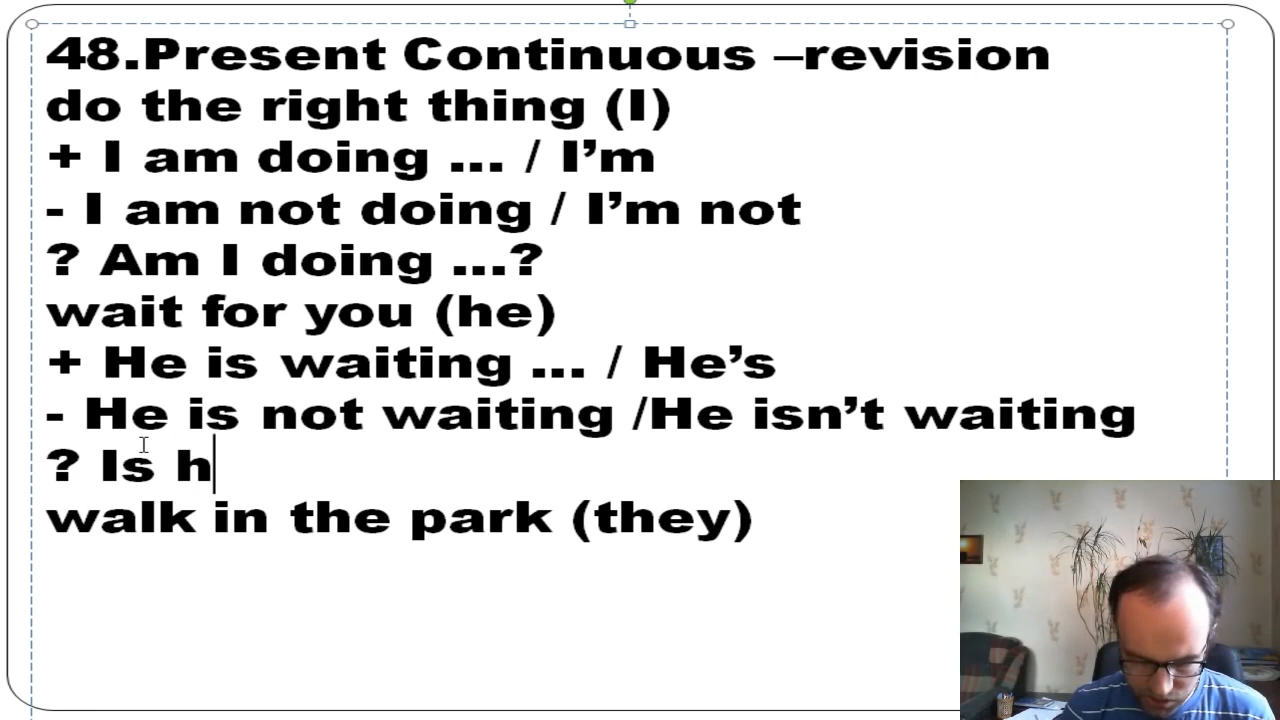 48.Present Continuous –revision
do the right thing (I)
+ I am doing ... / I’m
- I am not doing / I’m not
? Am I doing ...?
wait for you (he)
+ He is waiting ... / He’s
- He is not waiting /He isn’t waiting
? Is h
walk in the park (they)